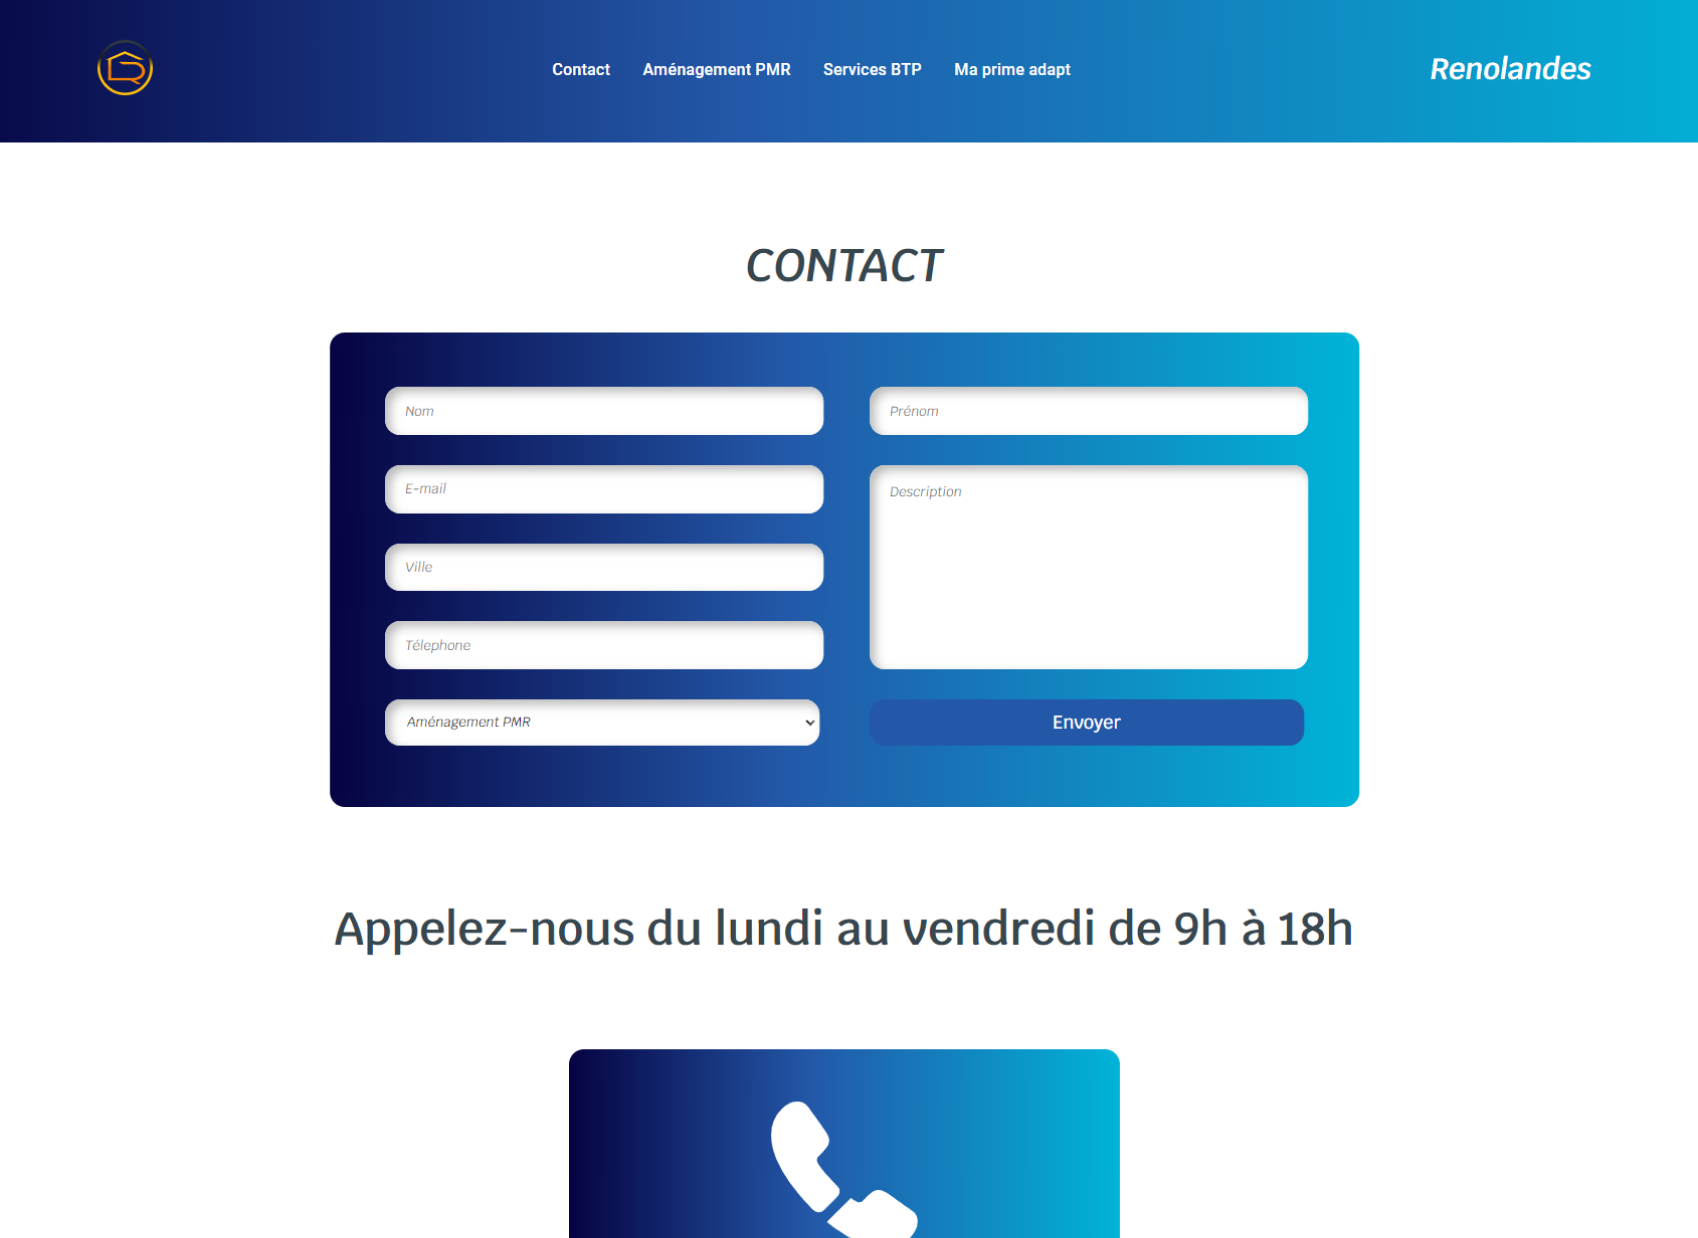 Contact
Aménagement PMR
Services BTP
Ma prime adapt
Renolandes
CONTACT
Nom
Prénom
E-mail
Description
Ville
Télephone
Aménagement PMR
Envoyer
Appelez-nous du lundi au vendredi de 9h à 18h